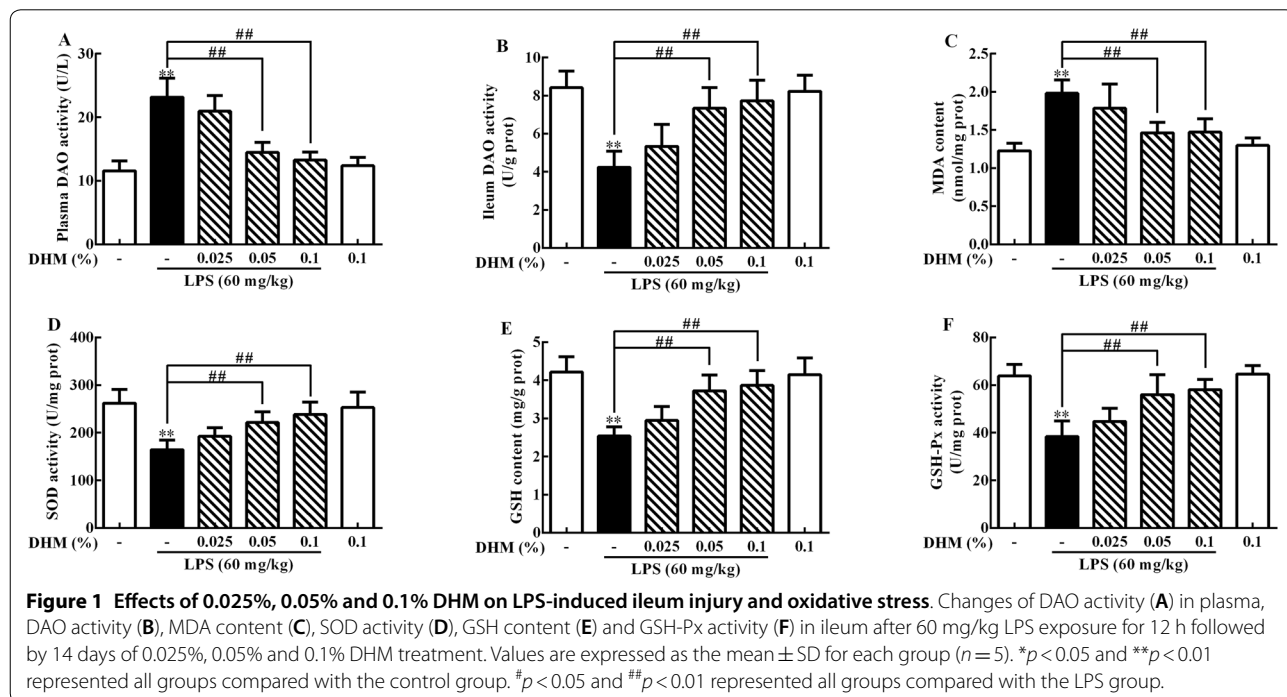 A
Plasma DAO activity (U/L)
30
20
10
0
**
##
##
DHM (%) - - 0.025 0.05 0.1 0.1
LPS (60 mg/kg)
B
Ileum DAO activity
(U/g prot)
10
8
6
4
2
0
**
##
##
DHM (%) - - 0.025 0.05 0.1 0.1
LPS (60 mg/kg)
C
MDA content
(nmol/mg prot)
2.5
2.0
1.5
1.0
0.5
0.0
**
##
##
DHM (%) - - 0.025 0.05 0.1 0.1
LPS (60 mg/kg)
D
SOD activity (U/mg prot)
400
300
200
100
0
**
##
##
DHM (%) - - 0.025 0.05 0.1 0.1
LPS (60 mg/kg)
E
GSH content (mg/g prot)
5
4
3
2
1
0
**
##
##
DHM (%) - - 0.025 0.05 0.1 0.1
LPS (60 mg/kg)
F
GSH-Px activity
(U/mg prot)
80
60
40
20
0
**
##
##
DHM (%) - - 0.025 0.05 0.1 0.1
LPS (60 mg/kg)
Figure 1 Effects of 0.025%, 0.05% and 0.1% DHM on LPS-induced ileum injury and oxidative stress. Changes of DAO activity (A) in plasma,
DAO activity (B), MDA content (C), SOD activity (D), GSH content (E) and GSH-Px activity (F) in ileum after 60 mg/kg LPS exposure for 12 h followed
by 14 days of 0.025%, 0.05% and 0.1% DHM treatment. Values are expressed as the mean ± SD for each group (n = 5). *p < 0.05 and **p < 0.01
represented all groups compared with the control group. #p < 0.05 and ##p < 0.01 represented all groups compared with the LPS group.